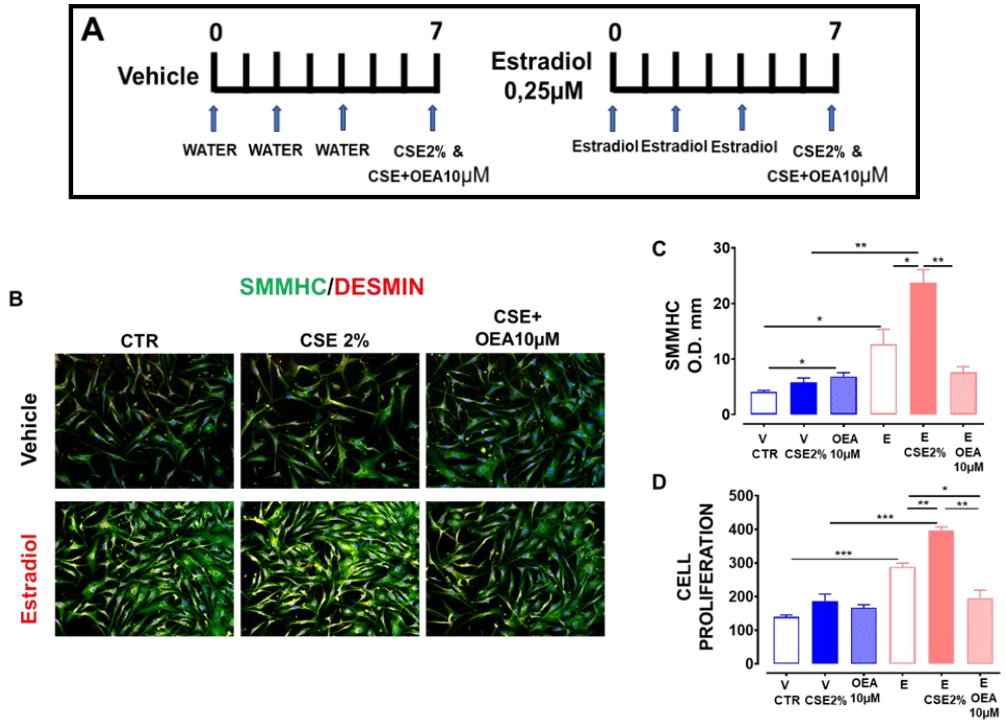 A
0 7
Vehicle
WATER WATER WATER CSE2% &
CSE+OEA10µM
0 7
Estradiol
0,25µM
Estradiol Estradiol Estradiol CSE2% &
CSE+OEA10µM
B
SMMHC/DESMIN
CTR
CSE 2%
CSE+
OEA10µM
Vehicle
Estradiol
C
SMMHC
O.D. mm
30
20
10
0
**
* **
*
*
V
CTR
V
CSE2%
OEA
10µM
E
E
CSE2%
E
OEA
10µM
D
CELL
PROLIFERATION
500
400
300
200
100
0
*
** **
***
***
V
CTR
V
CSE2%
OEA
10µM
E
E
CSE2%
E
OEA
10µM